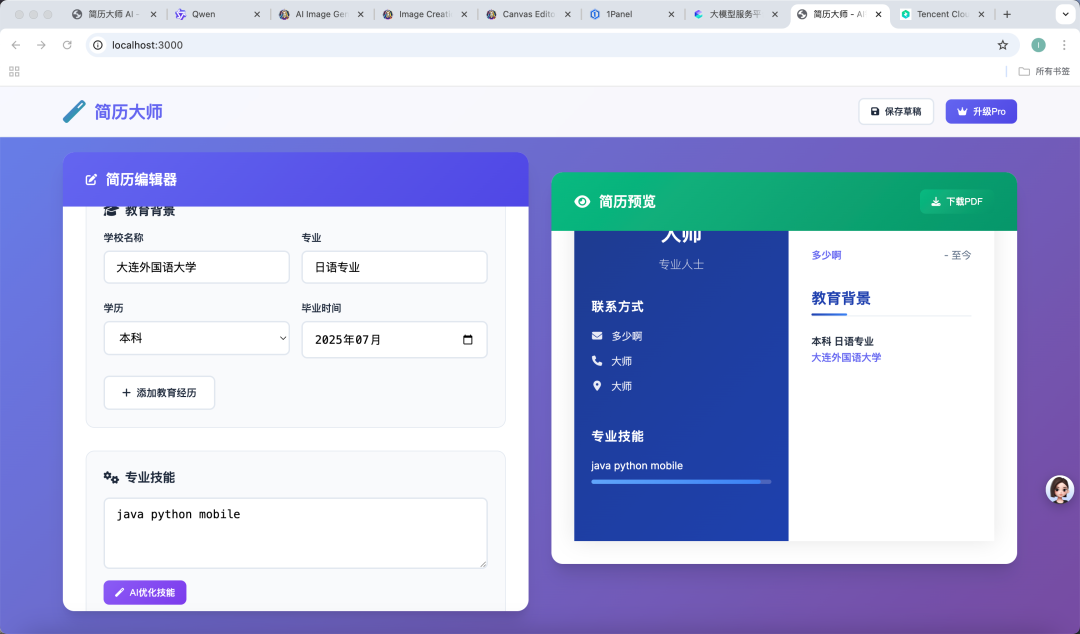 简历大师 AI -
Qwen
AI Image Ge
Image Creati
Canvas Edito
1Panel
大模型服务平
简历大师 - AI
Tencent Clou
localhost:3000
所有书签
简历大师
保存草稿
升级Pro
简历编辑器
教育背景
学校名称
专业
大连外国语大学
日语专业
学历
毕业时间
本科
2025年07月
+ 添加教育经历
专业技能
java python mobile
AI优化技能
简历预览
下载PDF
大师
专业人士
联系方式
多少啊
大师
大师
专业技能
java python mobile
多少啊
- 至今
教育背景
本科 日语专业
大连外国语大学